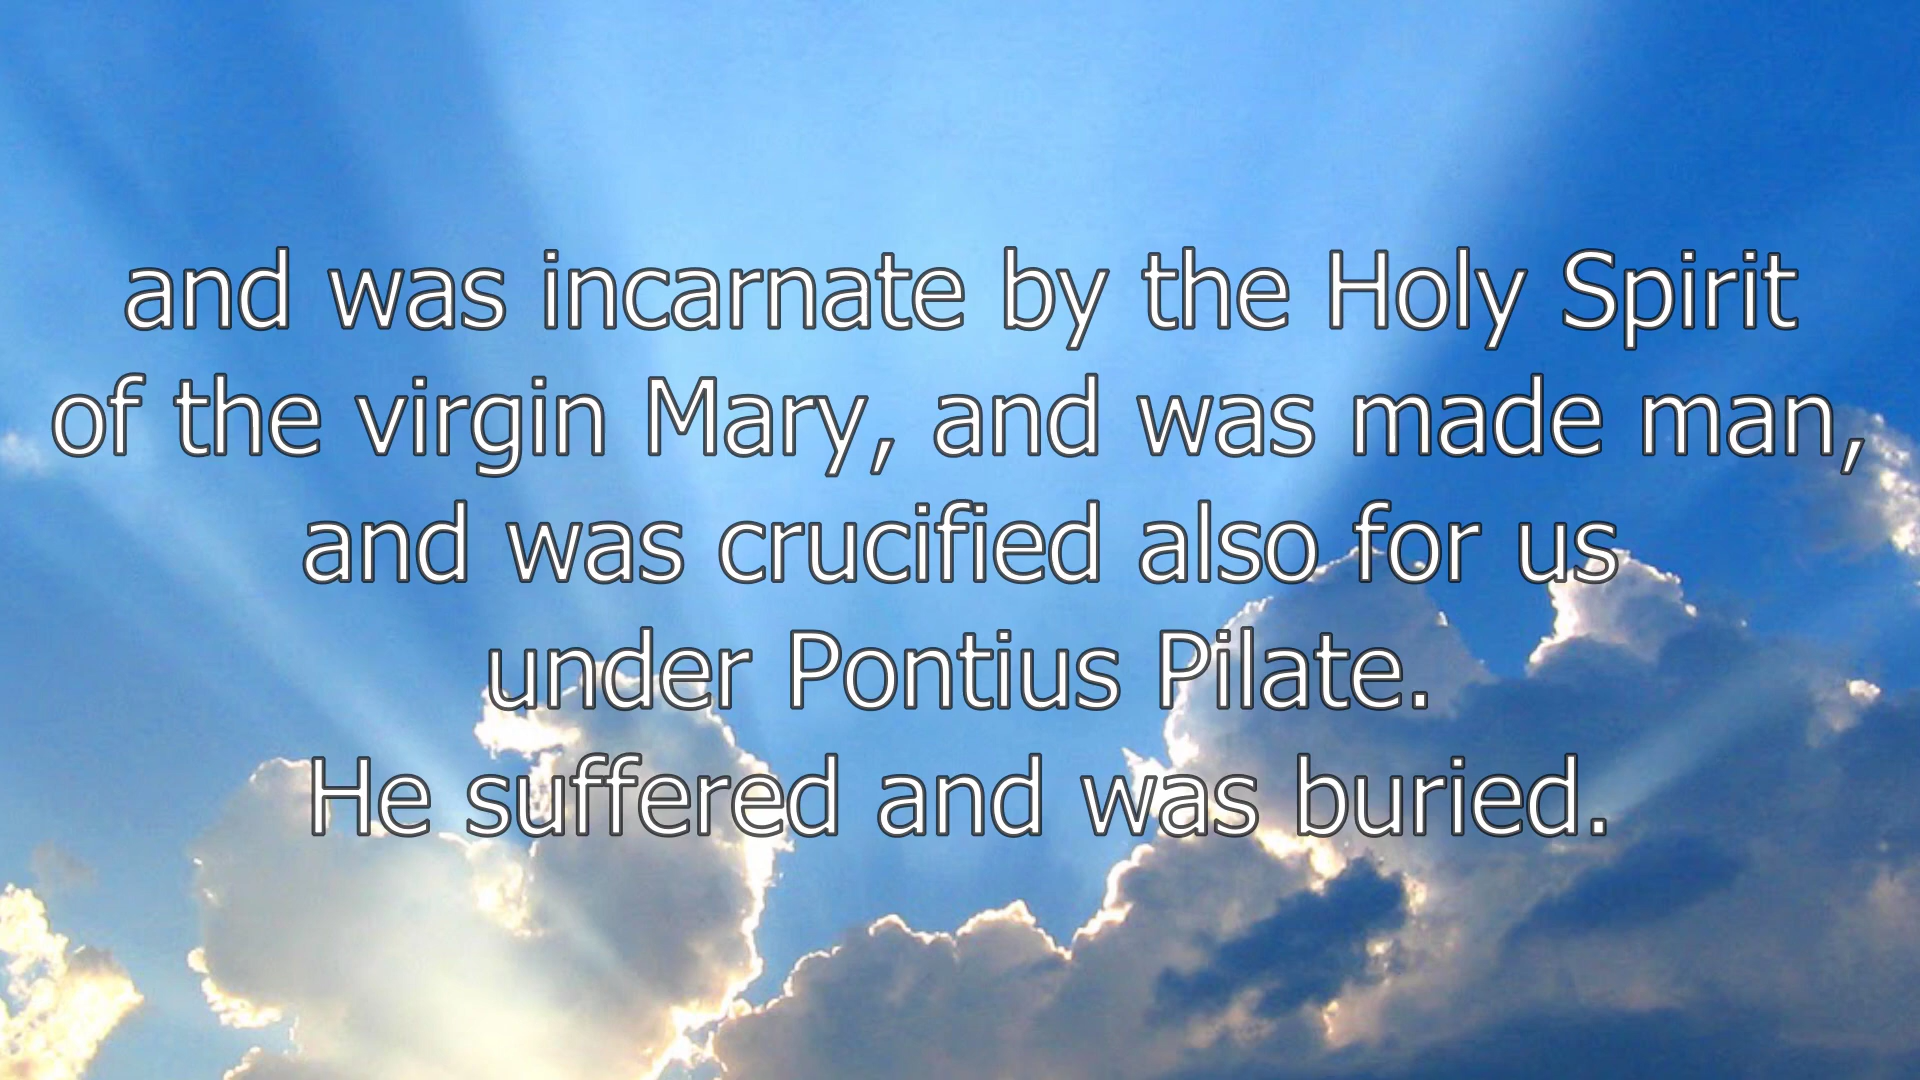 and was incarnate by the Holy Spirit
of the virgin Mary, and was made man,
and was crucified also for us
under Pontius Pilate.
He suffered and was buried.